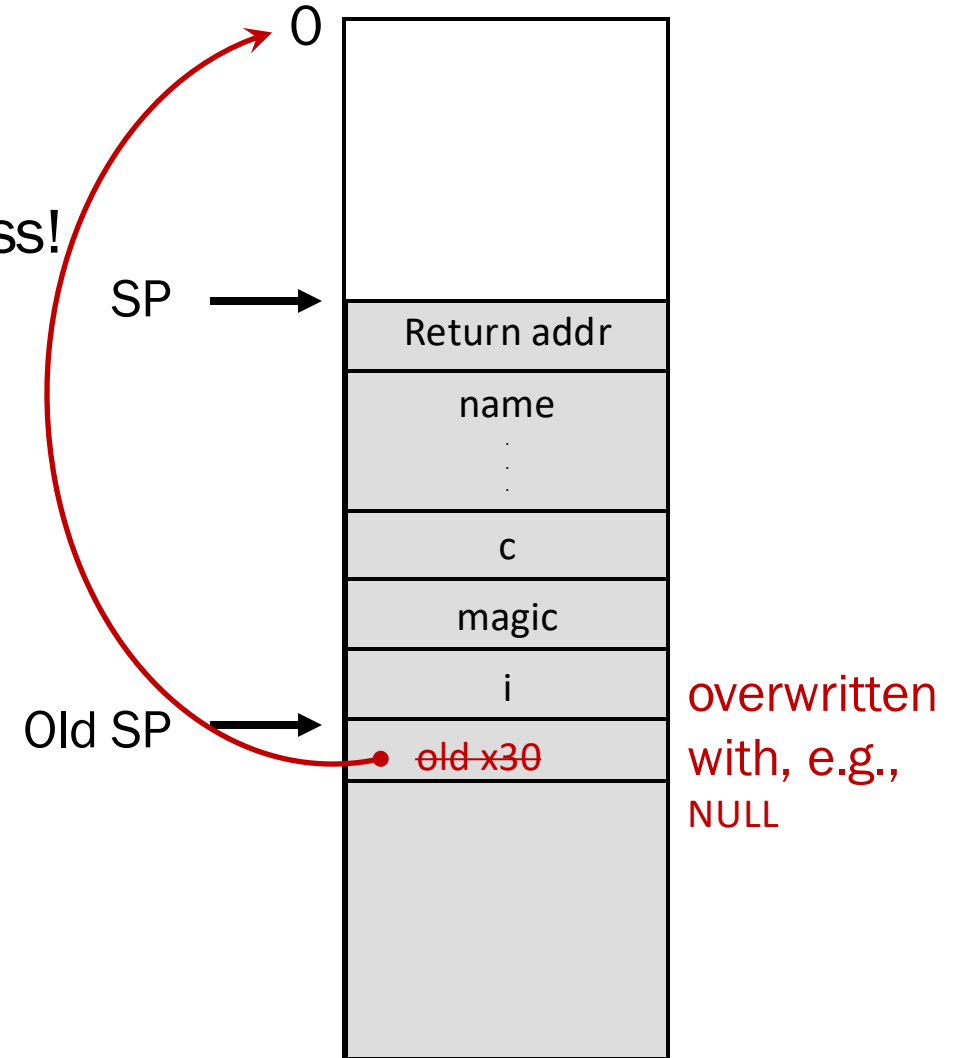 0
ss!
SP
Return addr
name
.
.
.
c
magic
i
Old SP
old x30
overwritten
with, e.g.,
NULL